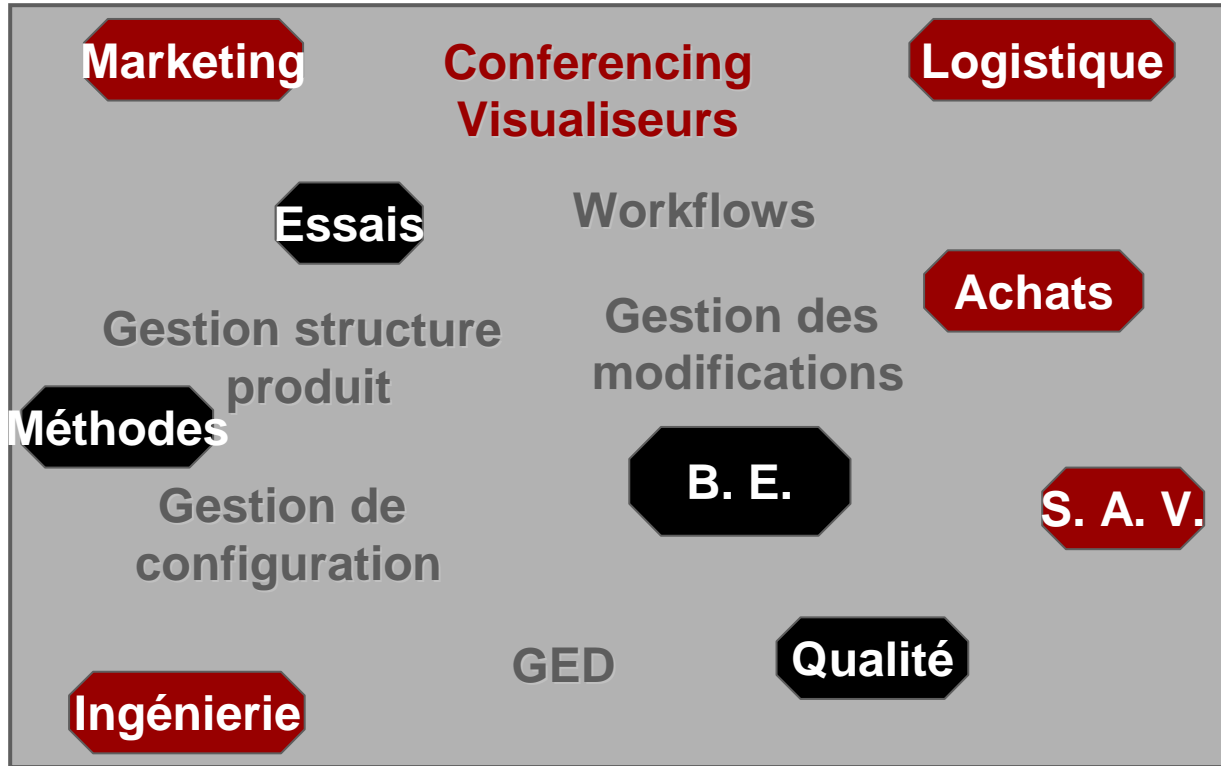 Marketing
Conferencing
Visualiseurs
Logistique
Essais
Workflows
Achats
Gestion structure
produit
Gestion des
modifications
Méthodes
B. E.
S. A. V.
Gestion de
configuration
GED
Qualité
Ingénierie